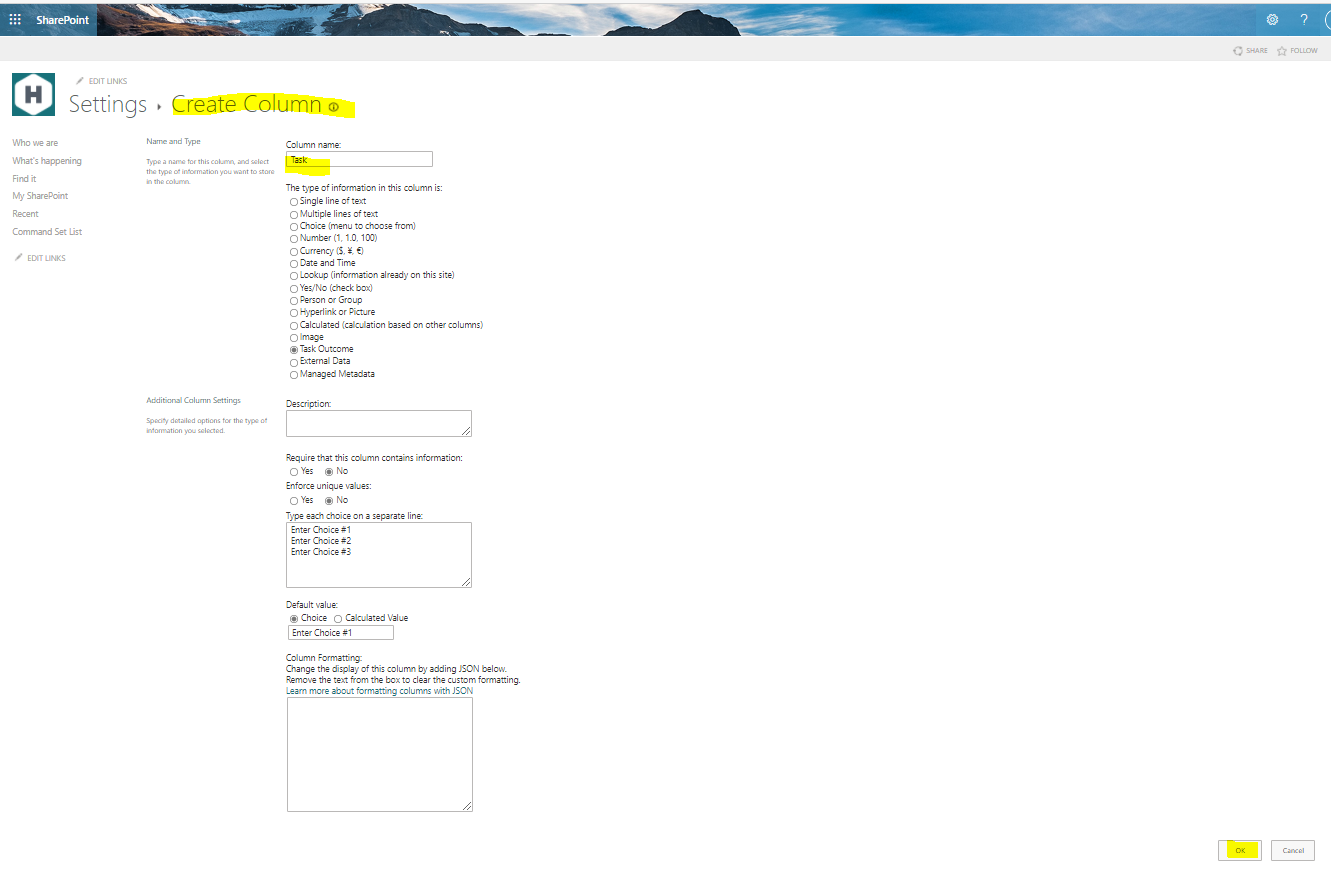 SharePoint
?
SHARE FOLLOW
H
EDIT LINKS
Settings › Create Column
Who we are
What's happening
Find it
My SharePoint
Recent
Command Set List
EDIT LINKS
Name and Type
Type a name for this column, and select
the type of information you want to store
in the column.
Column name:
Task
The type of information in this column is:
Single line of text
Multiple lines of text
Choice (menu to choose from)
Number (1, 1.0, 100)
Currency ($, ¥, €)
Date and Time
Lookup (information already on this site)
Yes/No (check box)
Person or Group
Hyperlink or Picture
Calculated (calculation based on other columns)
Image
Task Outcome
External Data
Managed Metadata
Additional Column Settings
Specify detailed options for the type of
information you selected.
Description:
Require that this column contains information:
Yes No
Enforce unique values:
Yes No
Type each choice on a separate line:
Enter Choice #1
Enter Choice #2
Enter Choice #3
Default value:
Choice Calculated Value
Enter Choice #1
Column Formatting:
Change the display of this column by adding JSON below.
Remove the text from the box to clear the custom formatting.
Learn more about formatting columns with JSON
OK Cancel